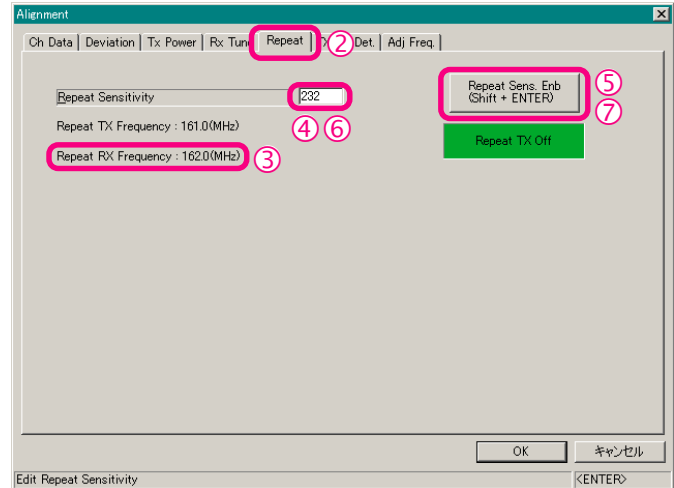 Alignment
Ch Data Deviation Tx Power Rx Tun Repeat ② Det. Adj Freq.
Repeat Sensitivity 232 ④ ⑥
Repeat Sens. Enb
(Shift + ENTER)
⑤
⑦
Repeat TX Frequency : 161.0(MHz)
Repeat TX Off
Repeat RX Frequency : 162.0(MHz) ③
OK キャンセル
Edit Repeat Sensitivity <ENTER>